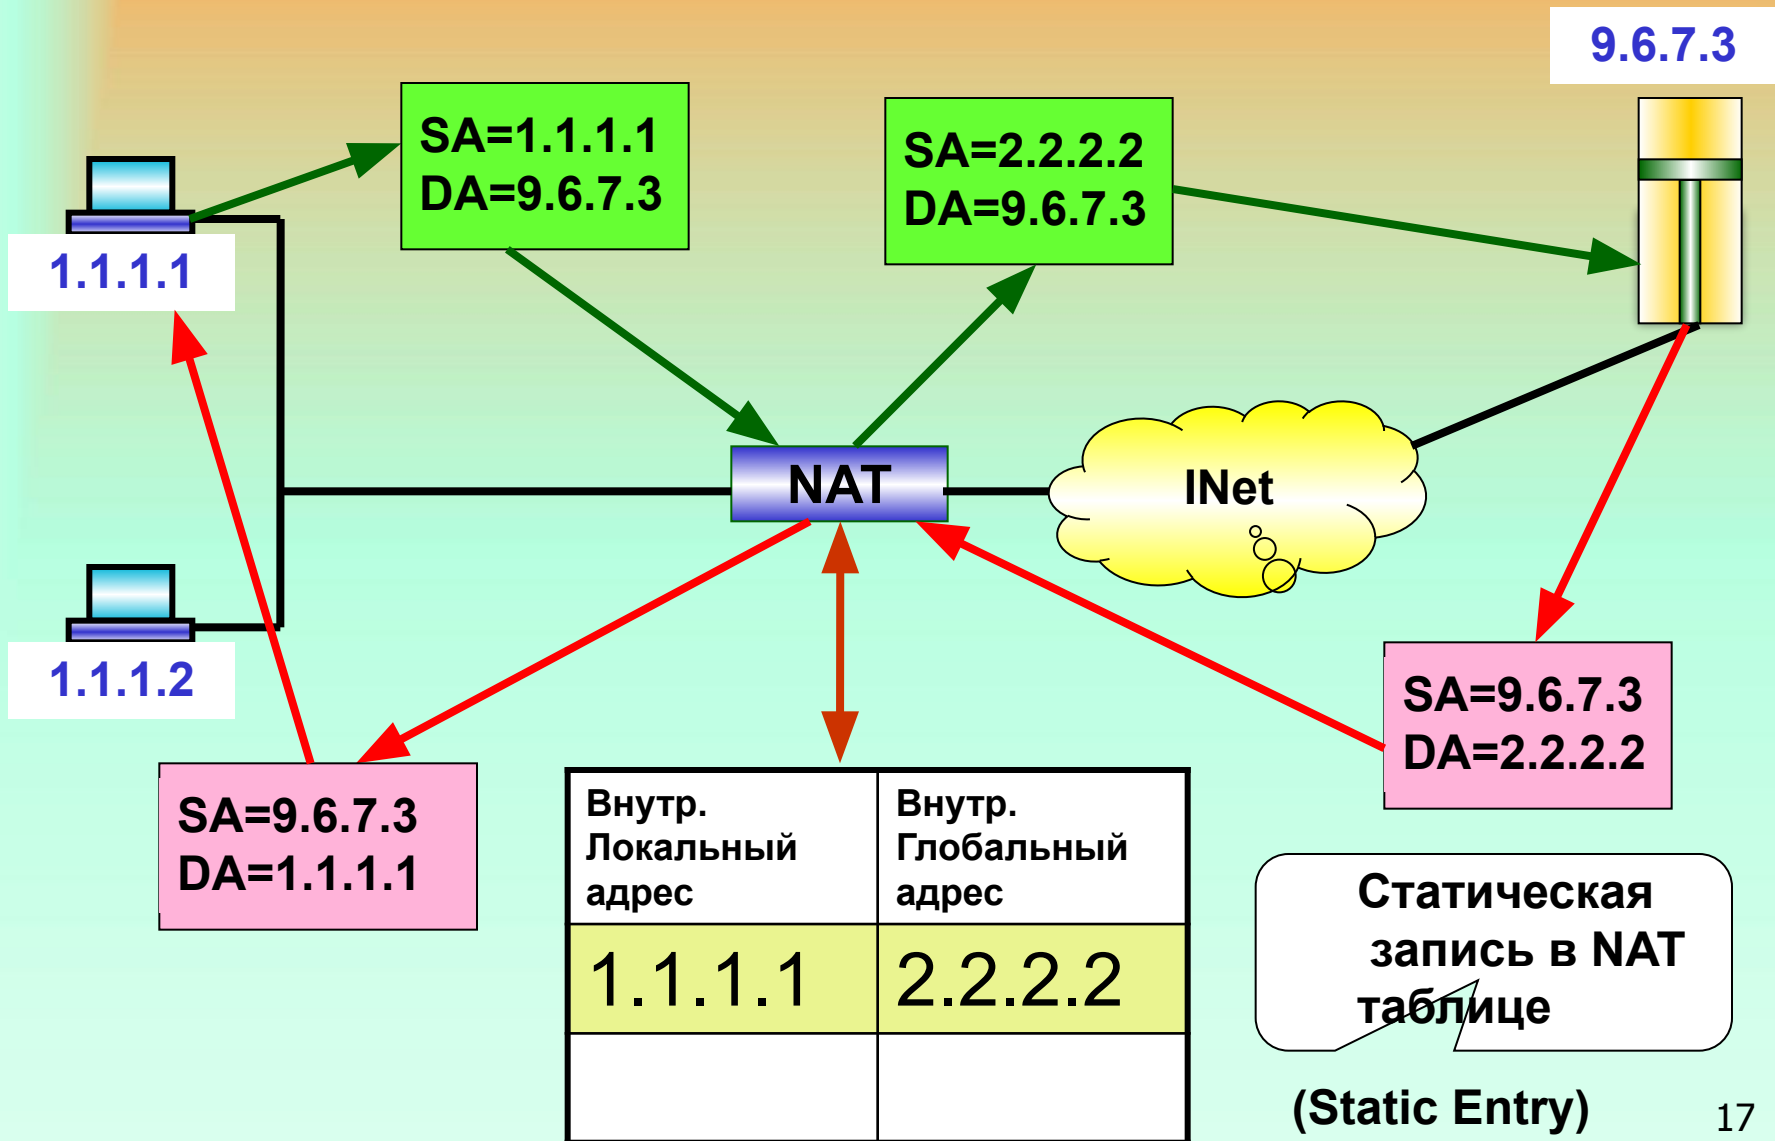 9.6.7.3
SA=1.1.1.1
DA=9.6.7.3
SA=2.2.2.2
DA=9.6.7.3
1.1.1.1
NAT
INet
1.1.1.2
SA=9.6.7.3
DA=2.2.2.2
SA=9.6.7.3
DA=1.1.1.1
Внутр.
Локальный
адрес
Внутр.
Глобальный
адрес
1.1.1.1
2.2.2.2
Статическая
запись в NAT
таблице
(Static Entry)
17